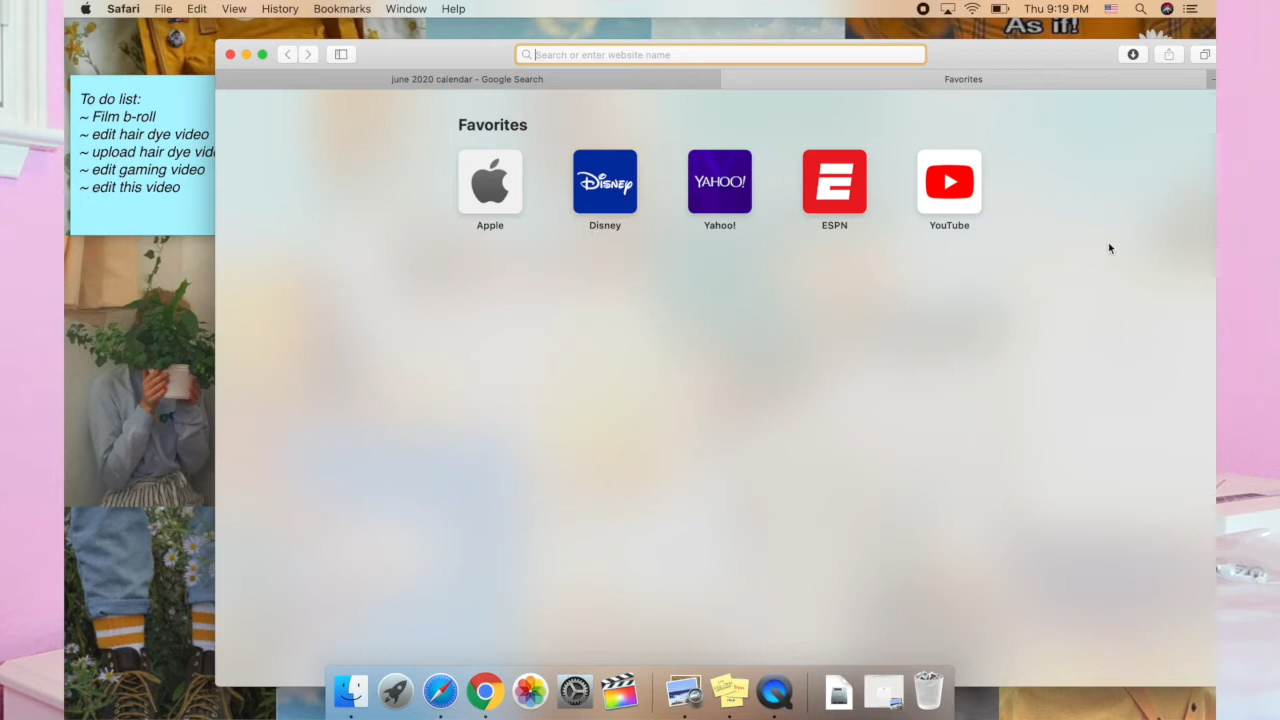 Safari File Edit View History Bookmarks Window Help
Thu 9:19 PM
As if!
Search or enter website name
june 2020 calendar - Google Search
Favorites
To do list:
~ Film b-roll
~ edit hair dye video
~ upload hair dye vid
~ edit gaming video
~ edit this video
Favorites
Disney
YAHOO!
Apple
Disney
Yahoo!
ESPN
YouTube